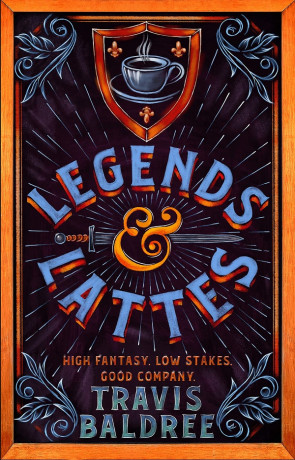 LEGENDS
&
LATTES
HIGH FANTASY. LOW STAKES.
GOOD COMPANY.
TRAVIS
BALDREE